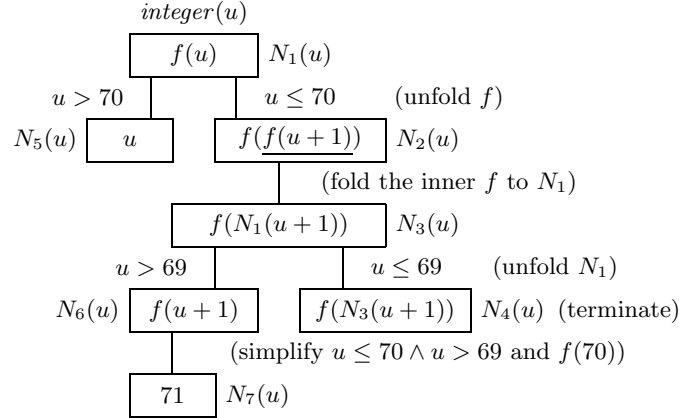 integer(u)
f(u) N₁(u)
u > 70 u ≤ 70 (unfold f)
N₅(u) u f(f(u + 1)) N₂(u)
(fold the inner f to N₁)
f(N₁(u + 1)) N₃(u)
u > 69 u ≤ 69 (unfold N₁)
N₆(u) f(u + 1) f(N₃(u + 1)) N₄(u) (terminate)
(simplify u ≤ 70 ∧ u > 69 and f(70))
71 N₇(u)